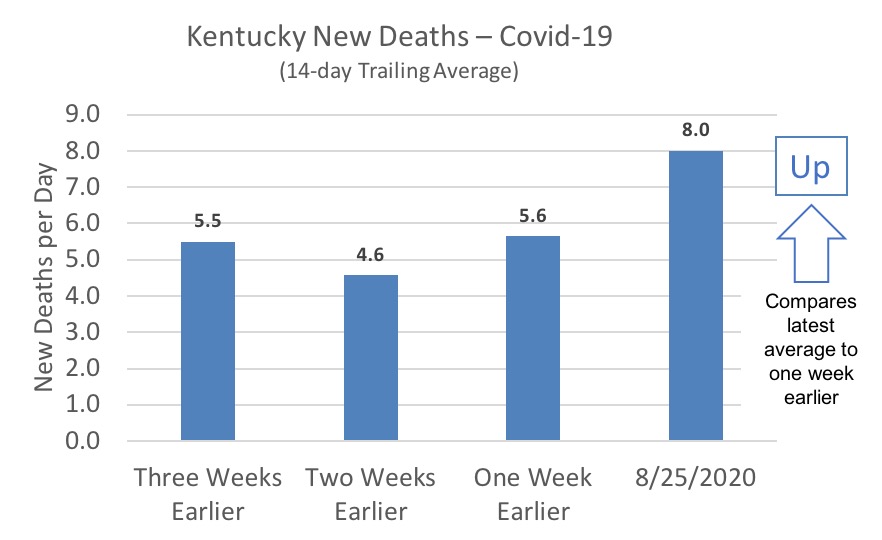 Kentucky New Deaths – Covid-19
(14-day Trailing Average)
New Deaths per Day
9.0
8.0
7.0
6.0
5.0
4.0
3.0
2.0
1.0
0.0
5.5
4.6
5.6
8.0
Three Weeks
Earlier
Two Weeks
Earlier
One Week
Earlier
8/25/2020
Up
Compares
latest
average to
one week
earlier